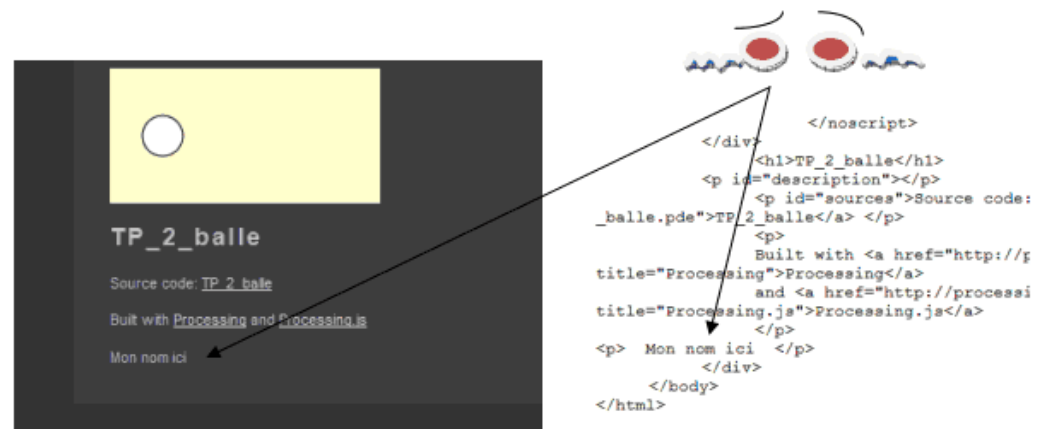 TP_2_balle
Source code: TP_2_balle
Built with Processing and Processing.js
Mon nom ici
</noscript>
</div>
<h1>TP_2_balle</h1>
<p id="description"></p>
<p id="sources">Source code:
_balle.pde">TP_2_balle</a> </p>
<p>
Built with <a href="http://p
title="Processing">Processing</a>
and <a href="http://processi
title="Processing.js">Processing.js</a>
</p>
<p> Mon nom ici </p>
</div>
</body>
</html>